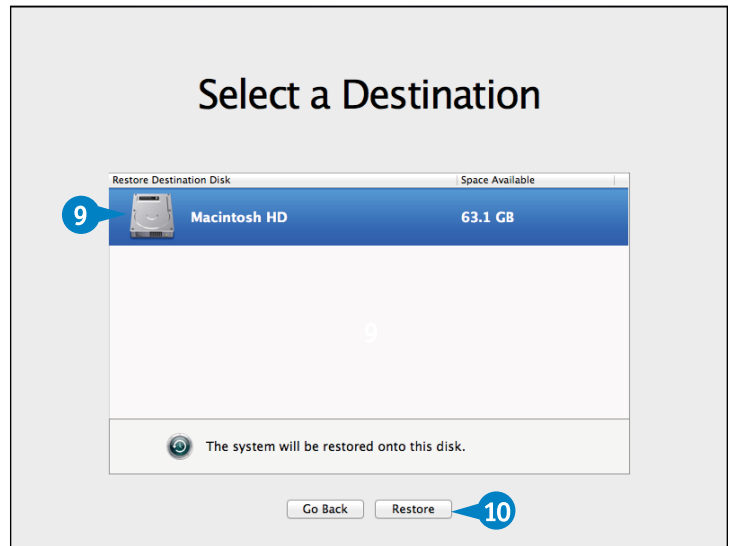 Select a Destination
Restore Destination Disk Space Available
9 Macintosh HD 63.1 GB
9
The system will be restored onto this disk.
Go Back Restore 10